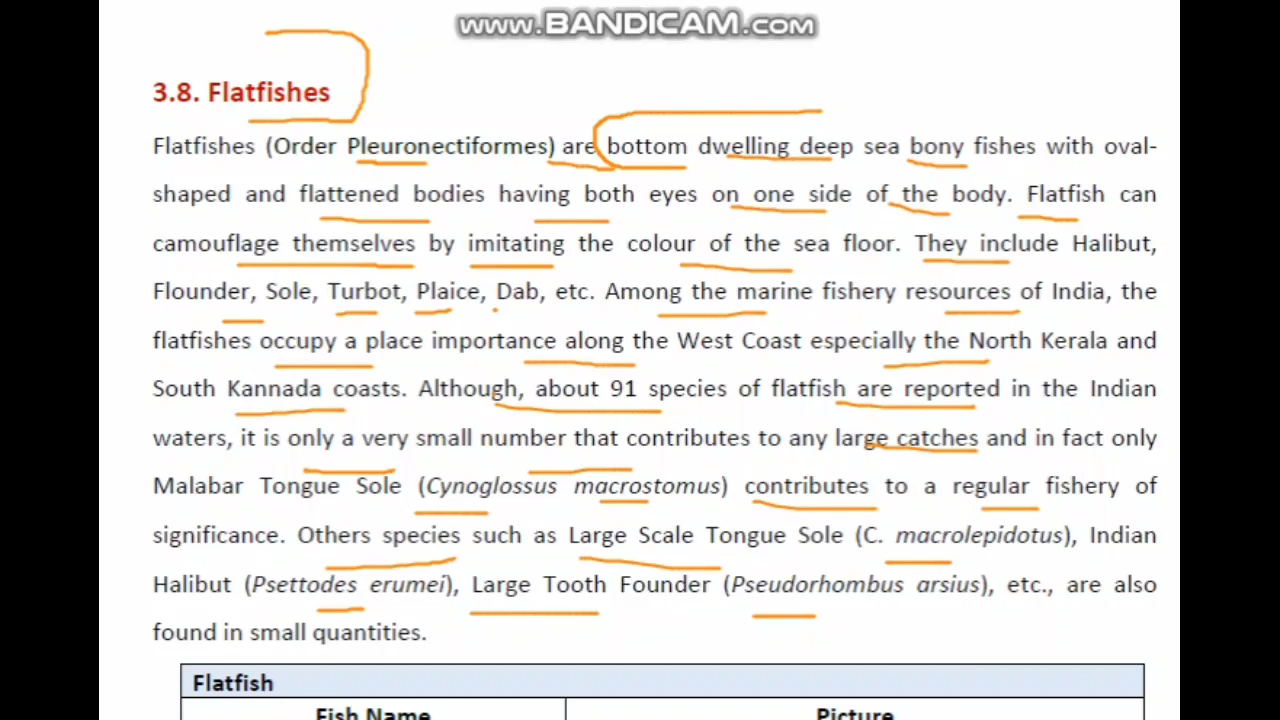 www.BANDICAM.com
3.8. Flatfishes
Flatfishes (Order Pleuronectiformes) are bottom dwelling deep sea bony fishes with oval-
shaped and flattened bodies having both eyes on one side of the body. Flatfish can
camouflage themselves by imitating the colour of the sea floor. They include Halibut,
Flounder, Sole, Turbot, Plaice, Dab, etc. Among the marine fishery resources of India, the
flatfishes occupy a place importance along the West Coast especially the North Kerala and
South Kannada coasts. Although, about 91 species of flatfish are reported in the Indian
waters, it is only a very small number that contributes to any large catches and in fact only
Malabar Tongue Sole (Cynoglossus macrostomus) contributes to a regular fishery of
significance. Others species such as Large Scale Tongue Sole (C. macrolepidotus), Indian
Halibut (Psettodes erumei), Large Tooth Founder (Pseudorhombus arsius), etc., are also
found in small quantities.
Flatfish
Fish Name Picture